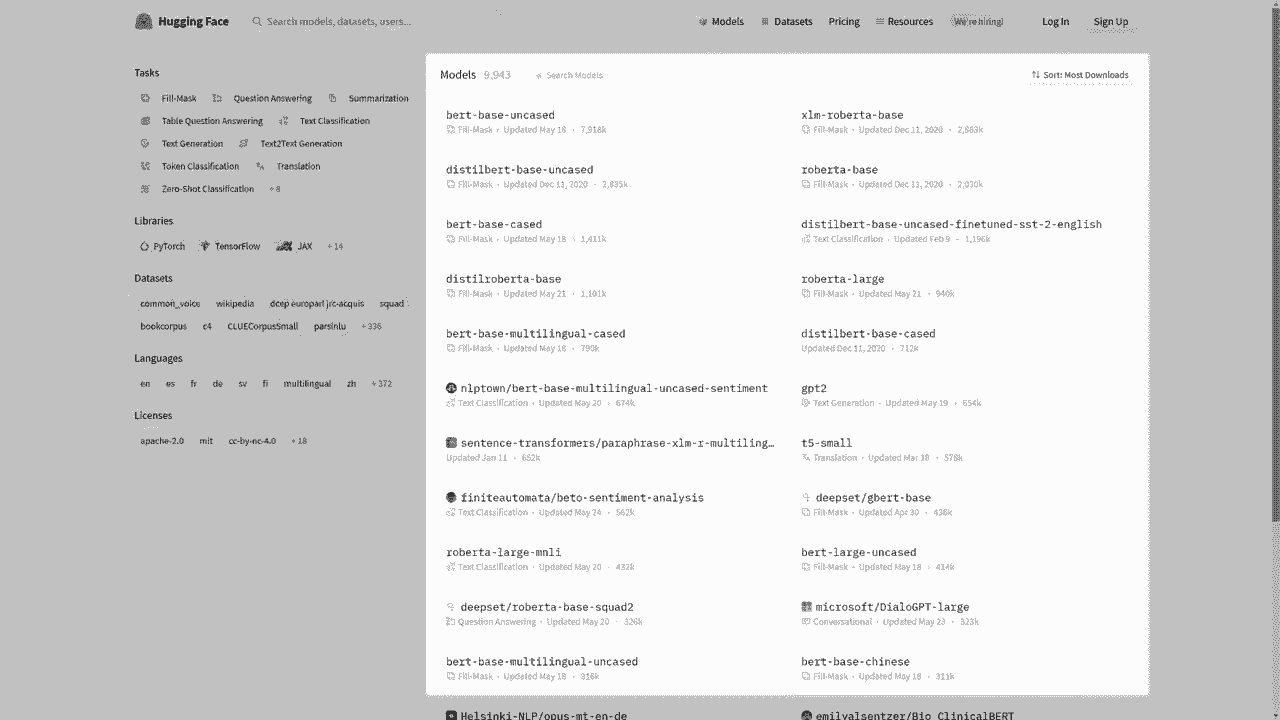 Hugging Face Search models, datasets, users... Models Datasets Pricing Resources We're hiring! Log In Sign Up
Tasks
Fill-Mask Question Answering Summarization
Table Question Answering Text Classification
Text Generation Text2Text Generation
Token Classification Translation
Zero-Shot Classification + 8
Libraries
PyTorch TensorFlow JAX + 14
Datasets
common_voice wikipedia dcep europarl jrc-acquis squad
bookcorpus c4 CLUECorpusSmall parsinlu + 336
Languages
en es fr de sv fi multilingual zh + 372
Licenses
apache-2.0 mit cc-by-nc-4.0 + 18
Models 9,943 Search Models Sort: Most Downloads
bert-base-uncased
Fill-Mask • Updated May 18 • 7,918k
xlm-roberta-base
Fill-Mask • Updated Dec 11, 2020 • 2,883k
distilbert-base-uncased
Fill-Mask • Updated Dec 11, 2020 • 2,835k
roberta-base
Fill-Mask • Updated Dec 11, 2020 • 2,030k
bert-base-cased
Fill-Mask • Updated May 18 • 1,411k
distilbert-base-uncased-finetuned-sst-2-english
Text Classification • Updated Feb 9 • 1,196k
distilroberta-base
Fill-Mask • Updated May 21 • 1,101k
roberta-large
Fill-Mask • Updated May 21 • 940k
bert-base-multilingual-cased
Fill-Mask • Updated May 18 • 790k
distilbert-base-cased
Updated Dec 11, 2020 • 712k
nlptown/bert-base-multilingual-uncased-sentiment
Text Classification • Updated May 20 • 674k
gpt2
Text Generation • Updated May 19 • 654k
sentence-transformers/paraphrase-xlm-r-multiling…
Updated Jan 11 • 652k
t5-small
Translation • Updated Mar 18 • 578k
finiteautomata/beto-sentiment-analysis
Text Classification • Updated May 24 • 562k
deepset/gbert-base
Fill-Mask • Updated Apr 30 • 436k
roberta-large-mnli
Text Classification • Updated May 20 • 432k
bert-large-uncased
Fill-Mask • Updated May 18 • 414k
deepset/roberta-base-squad2
Question Answering • Updated May 20 • 326k
microsoft/DialoGPT-large
Conversational • Updated May 23 • 323k
bert-base-multilingual-uncased
Fill-Mask • Updated May 18 • 316k
bert-base-chinese
Fill-Mask • Updated May 18 • 311k
Helsinki-NLP/opus-mt-en-de
emilyalsentzer/Bio_ClinicalBERT